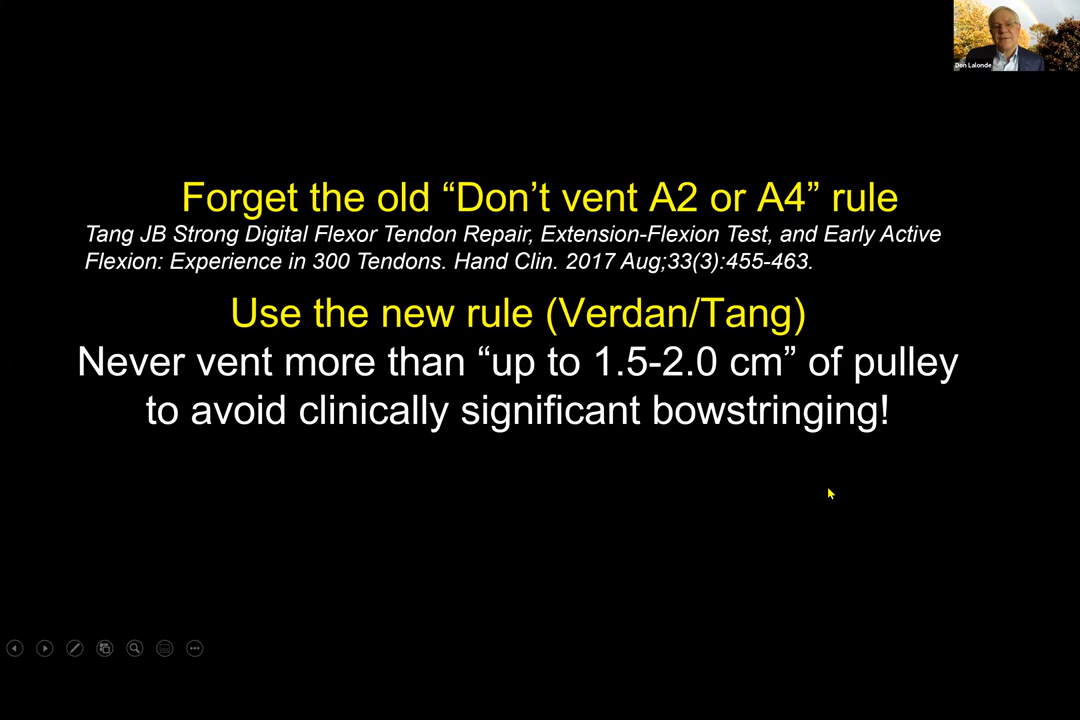 Don Lalonde
Forget the old “Don’t vent A2 or A4” rule
Tang JB Strong Digital Flexor Tendon Repair, Extension-Flexion Test, and Early Active
Flexion: Experience in 300 Tendons. Hand Clin. 2017 Aug;33(3):455-463.
Use the new rule (Verdan/Tang)
Never vent more than “up to 1.5-2.0 cm” of pulley
to avoid clinically significant bowstringing!